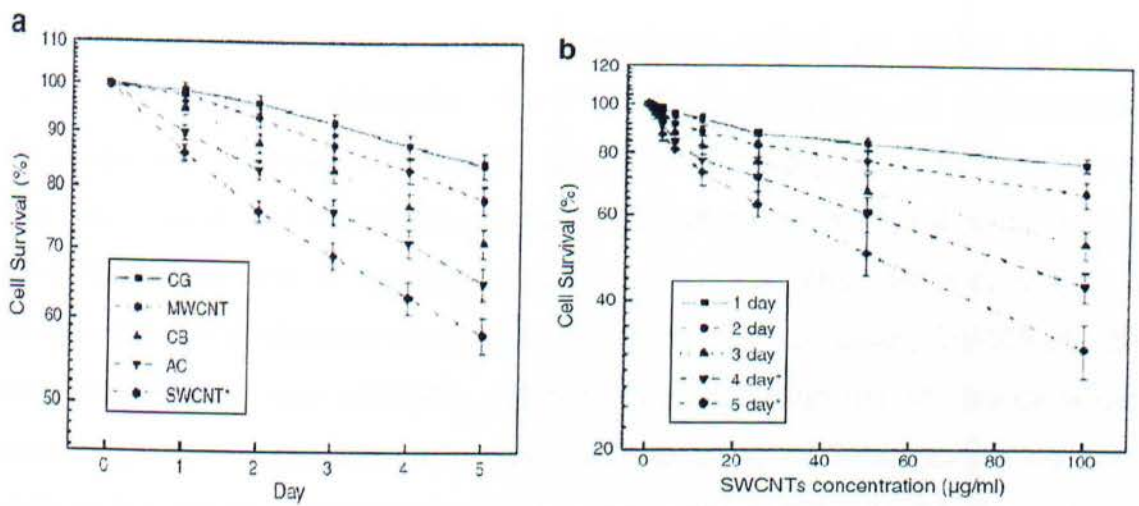 a
110
100
90
80
70
60
50
Cell Survival (%)
CG
MWCNT
CB
AC
SWCNT*
0 1 2 3 4 5
Day
b
120
100
80
60
40
20
Cell Survival (%)
1 day
2 day
3 day
4 day*
5 day*
0 20 40 60 80 100
SWCNTs concentration (µg/ml)